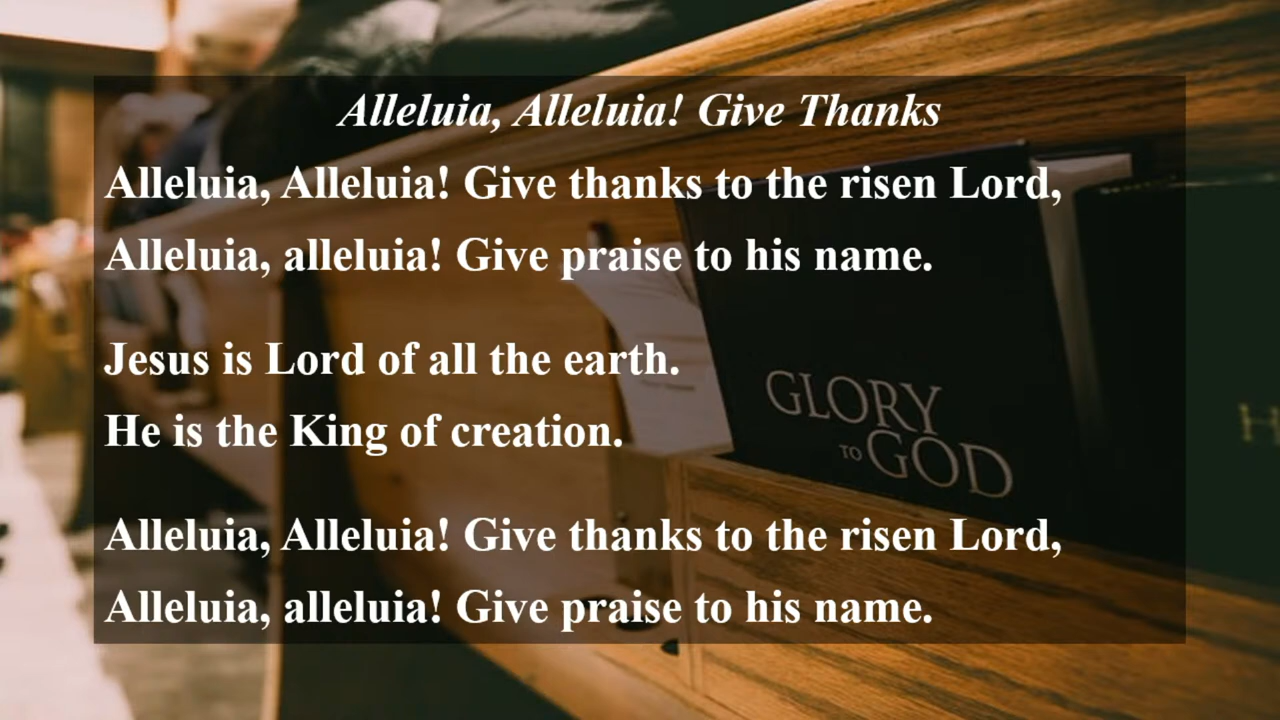 Alleluia, Alleluia! Give Thanks
Alleluia, Alleluia! Give thanks to the risen Lord,
Alleluia, alleluia! Give praise to his name.
Jesus is Lord of all the earth.
He is the King of creation.
Alleluia, Alleluia! Give thanks to the risen Lord,
Alleluia, alleluia! Give praise to his name.
GLORY
TO GOD
H